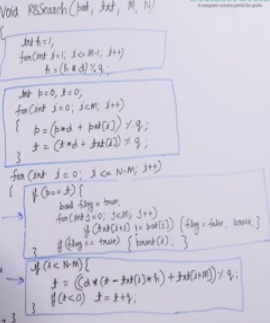 A computer science portal for geeks
Void RBSearch (pat, txt, M, N)
{
int h=1;
for(int i=1; i<=M-1; i++)
h=(h*d)%q;
int p=0, t=0;
for(int i=0; i<M; i++)
{ p=(p*d + pat[i])%q;
t=(t*d + txt[i])%q;
}
for(int i=0; i<=N-M; i++)
{ if(p==t){
bool flag=true;
for(int j=0; j<M; j++)
if(txt[i+j]!=pat[j]) {flag=false; break;}
if(flag==true) {print(i); }
}
if(i<N-M){
t=((d*(t-txt[i]*h)+txt[i+M])%q;
if(t<0) t=t+q;
}
}